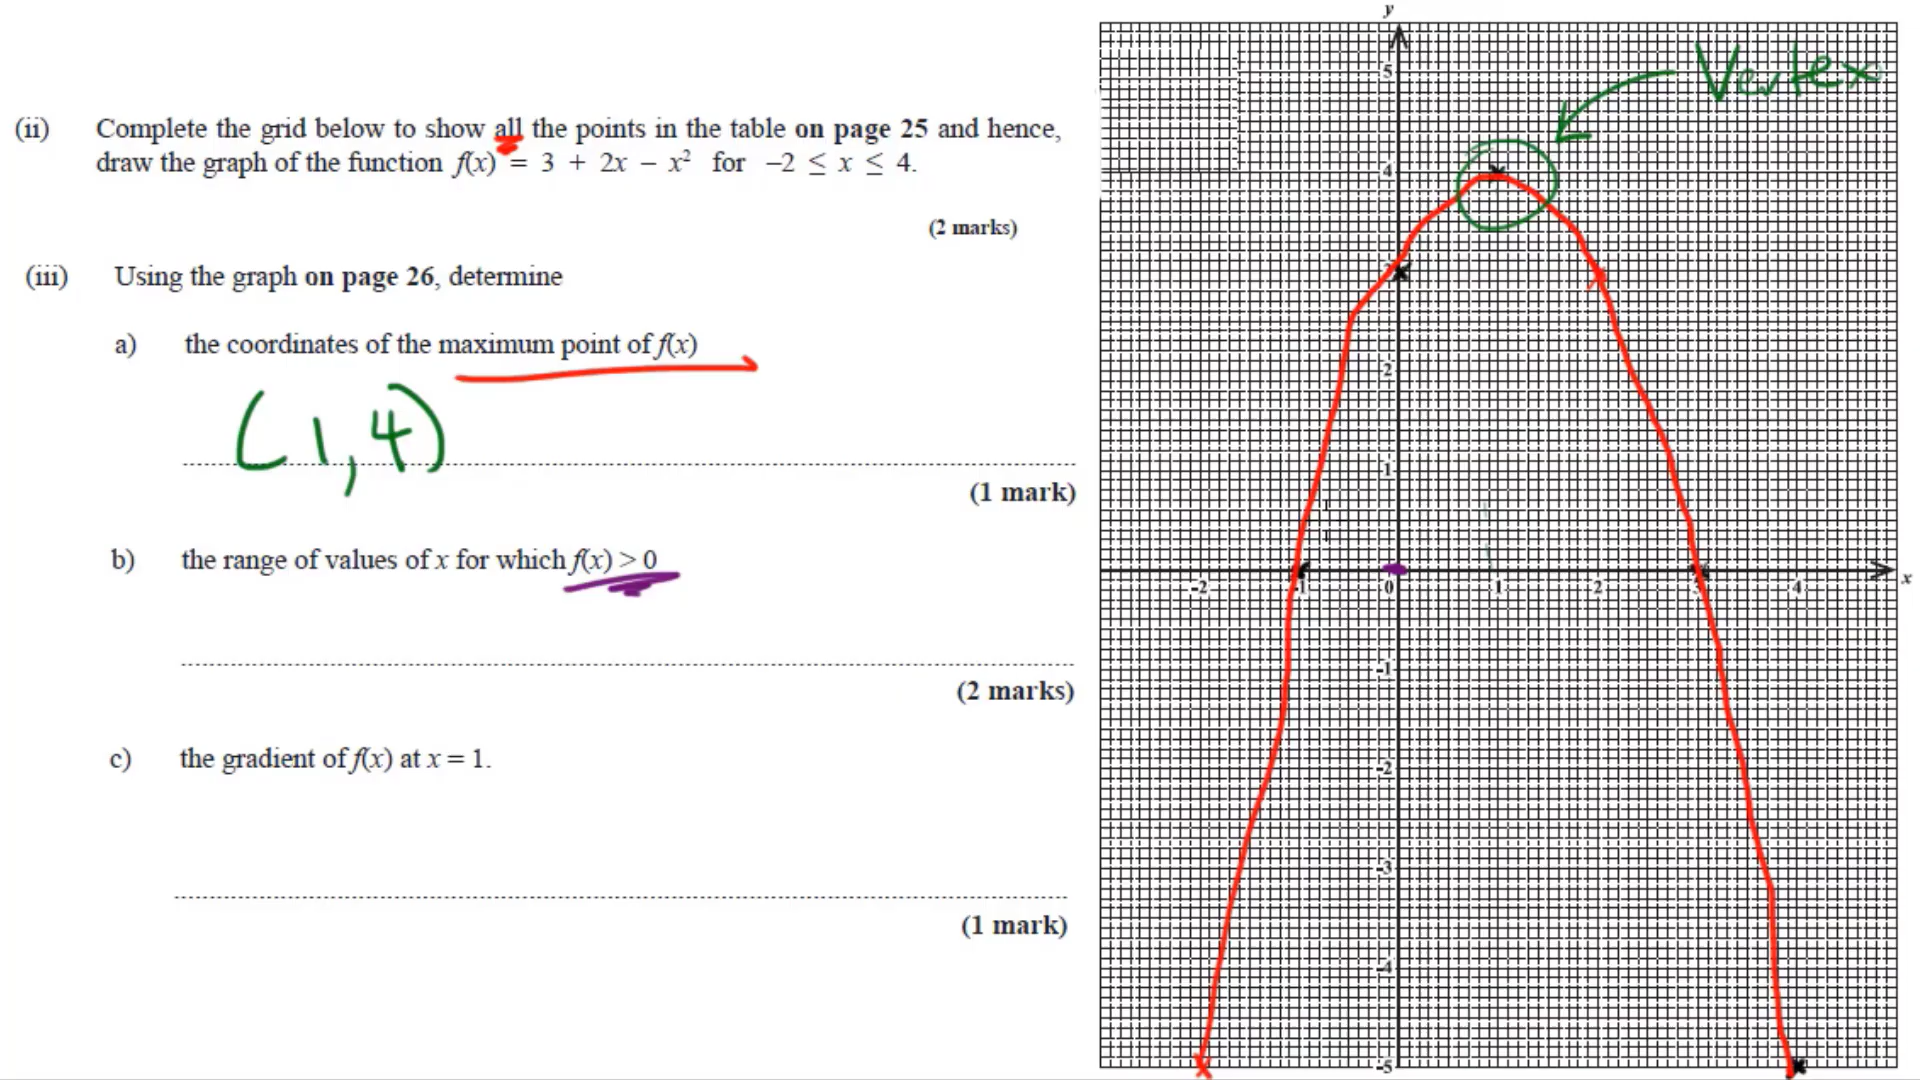 (ii) Complete the grid below to show all the points in the table on page 25 and hence,
draw the graph of the function f(x) = 3 + 2x − x² for −2 ≤ x ≤ 4.
(2 marks)
(iii) Using the graph on page 26, determine
a) the coordinates of the maximum point of f(x)
(1,4)
(1 mark)
b) the range of values of x for which f(x) > 0
(2 marks)
c) the gradient of f(x) at x = 1.
(1 mark)
y
Vertex
5
4
3
2
1
-2 -1 0 1 2 3 4 x
-1
-2
-3
-4
-5